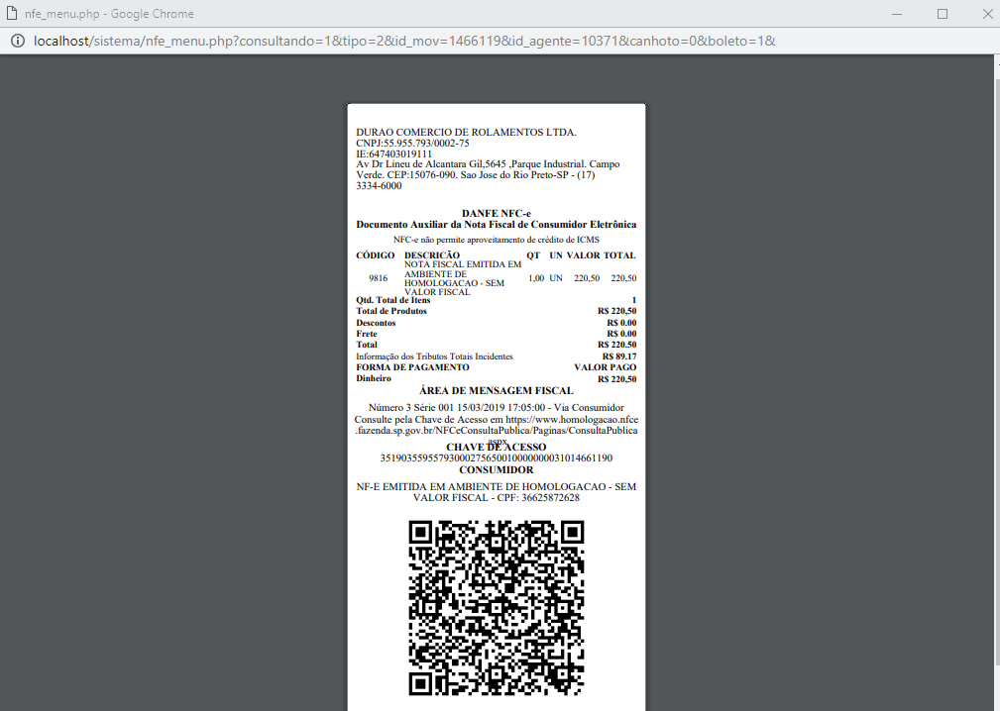 nfe_menu.php - Google Chrome
localhost/sistema/nfe_menu.php?consultando=1&tipo=2&id_mov=1466119&id_agente=10371&canhoto=0&boleto=1&
DURAO COMERCIO DE ROLAMENTOS LTDA.
CNPJ:55.955.793/0002-75
IE:647403019111
Av Dr Lineu de Alcantara Gil,5645 ,Parque Industrial. Campo
Verde. CEP:15076-090. Sao Jose do Rio Preto-SP - (17)
3334-6000
DANFE NFC-e
Documento Auxiliar da Nota Fiscal de Consumidor Eletrônica
NFC-e não permite aproveitamento de crédito de ICMS
CÓDIGO DESCRICÃO QT UN VALOR TOTAL
NOTA FISCAL EMITIDA EM
AMBIENTE DE
9816 1,00 UN 220,50 220,50
HOMOLOGACAO - SEM
VALOR FISCAL
Qtd. Total de Itens 1
Total de Produtos R$ 220,50
Descontos R$ 0.00
Frete R$ 0.00
Total R$ 220.50
Informação dos Tributos Totais Incidentes R$ 89.17
FORMA DE PAGAMENTO VALOR PAGO
Dinheiro R$ 220,50
ÁREA DE MENSAGEM FISCAL
Número 3 Série 001 15/03/2019 17:05:00 - Via Consumidor
Consulte pela Chave de Acesso em https://www.homologacao.nfce
.fazenda.sp.gov.br/NFCeConsultaPublica/Paginas/ConsultaPublica
.aspx
CHAVE DE ACESSO
35190355955793000275650010000000031014661190
CONSUMIDOR
NF-E EMITIDA EM AMBIENTE DE HOMOLOGACAO - SEM
VALOR FISCAL - CPF: 36625872628